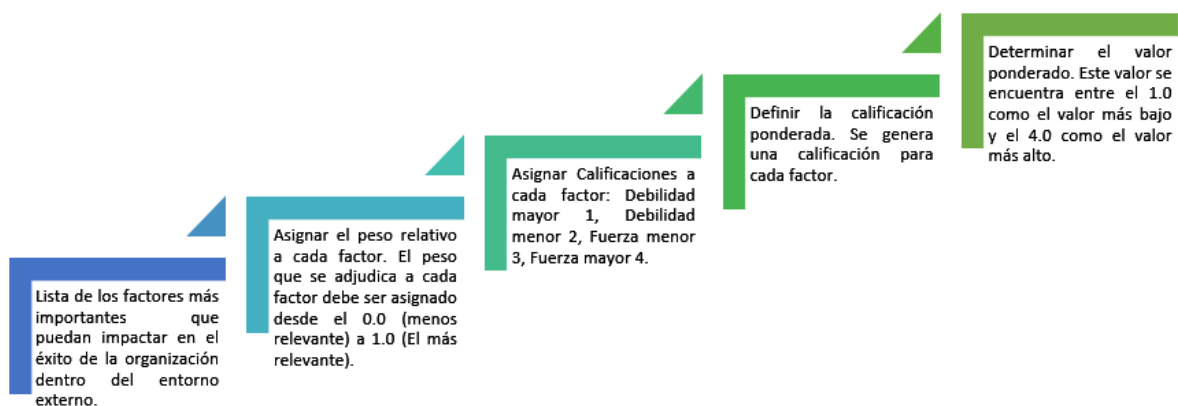 Lista de los factores más
importantes que
puedan impactar en el
éxito de la organización
dentro del entorno
externo.
Asignar el peso relativo
a cada factor. El peso
que se adjudica a cada
factor debe ser asignado
desde el 0.0 (menos
relevante) a 1.0 (El más
relevante).
Asignar Calificaciones a
cada factor: Debilidad
mayor 1, Debilidad
menor 2, Fuerza menor
3, Fuerza mayor 4.
Definir la calificación
ponderada. Se genera
una calificación para
cada factor.
Determinar el valor
ponderado. Este valor se
encuentra entre el 1.0
como el valor más bajo
y el 4.0 como el valor
más alto.